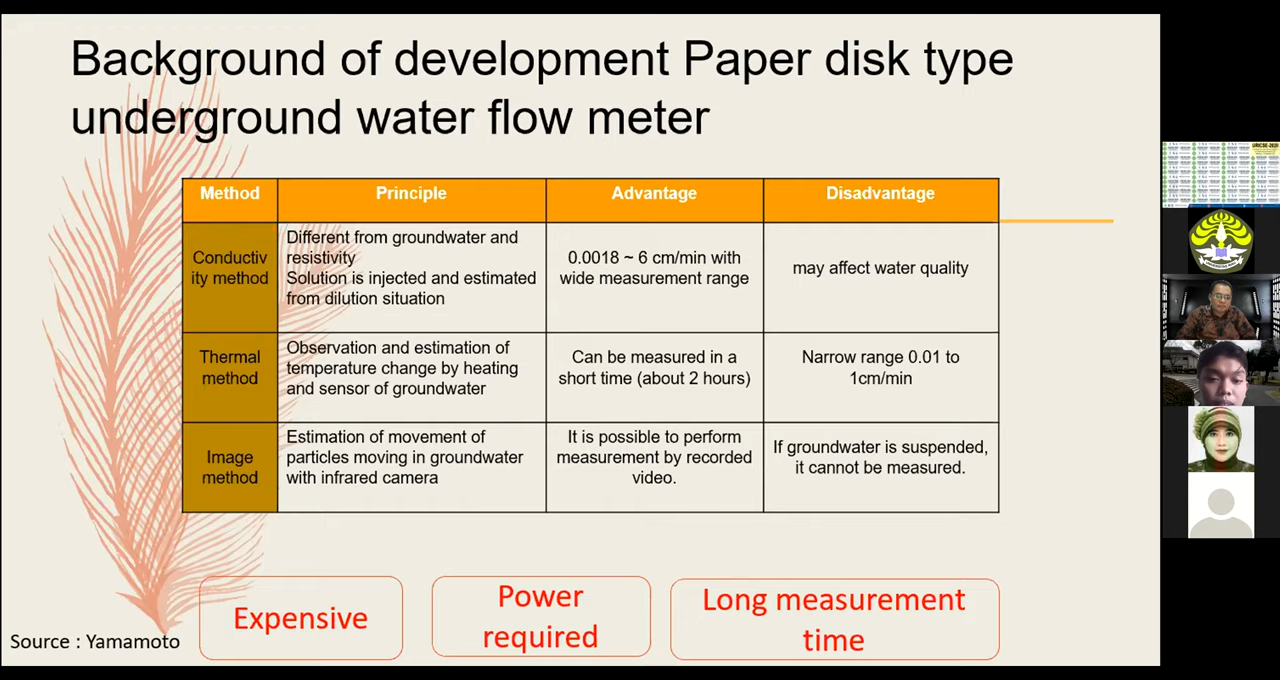 Background of development Paper disk type
underground water flow meter
Method
Principle
Advantage
Disadvantage
Conductiv
ity method
Different from groundwater and
resistivity
Solution is injected and estimated
from dilution situation
0.0018 ~ 6 cm/min with
wide measurement range
may affect water quality
Thermal
method
Observation and estimation of
temperature change by heating
and sensor of groundwater
Can be measured in a
short time (about 2 hours)
Narrow range 0.01 to
1cm/min
Image
method
Estimation of movement of
particles moving in groundwater
with infrared camera
It is possible to perform
measurement by recorded
video.
If groundwater is suspended,
it cannot be measured.
Expensive
Power
required
Long measurement
time
Source : Yamamoto
URICSE-2020